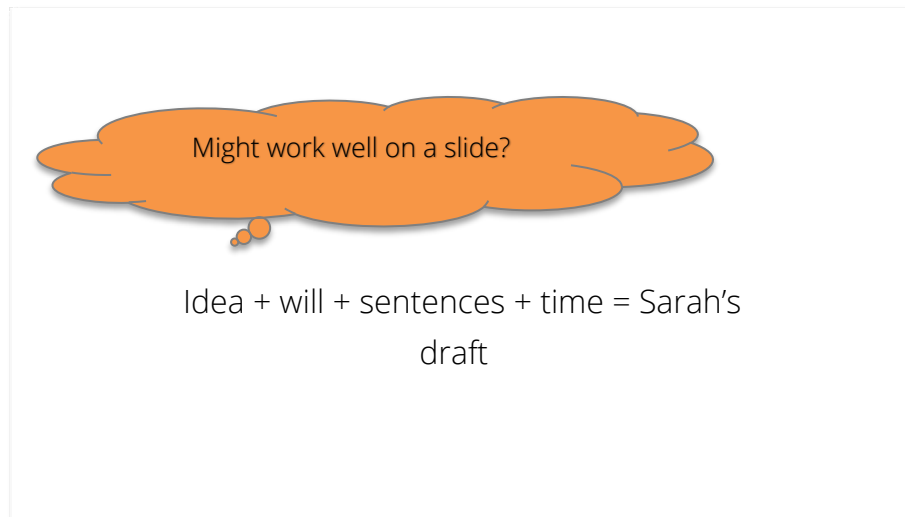 Might work well on a slide?
Idea + will + sentences + time = Sarah’s
draft